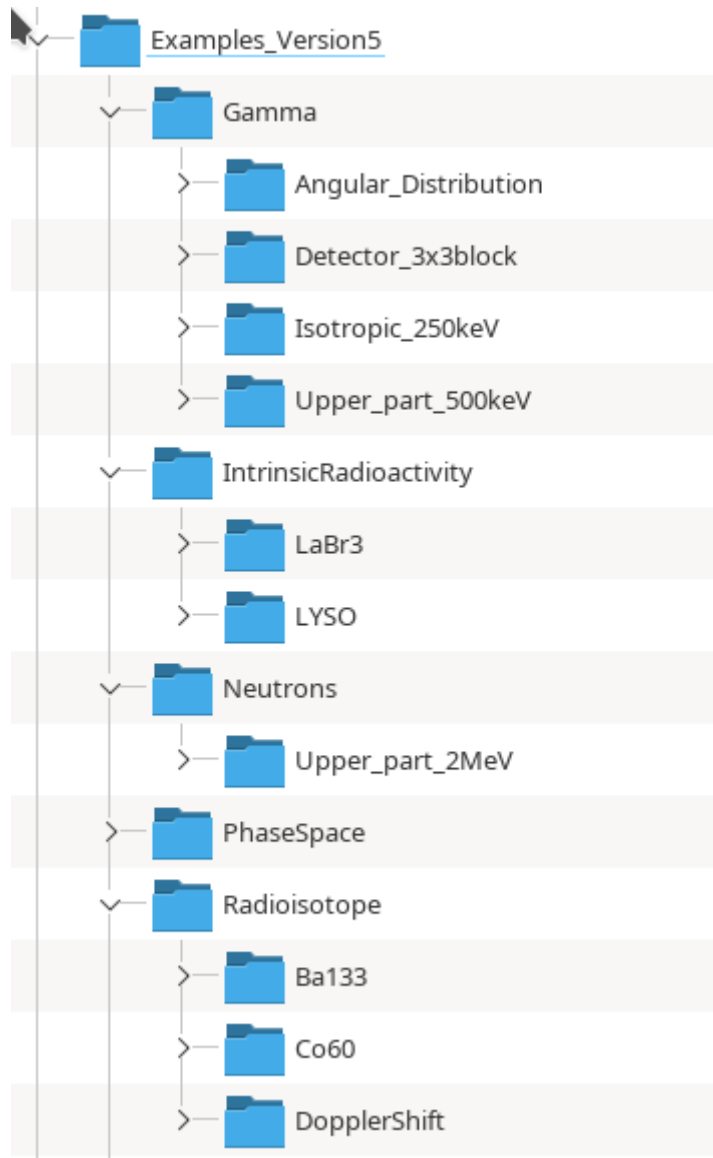 Examples_Version5
Gamma
Angular_Distribution
Detector_3x3block
Isotropic_250keV
Upper_part_500keV
IntrinsicRadioactivity
LaBr3
LYSO
Neutrons
Upper_part_2MeV
PhaseSpace
Radioisotope
Ba133
Co60
DopplerShift